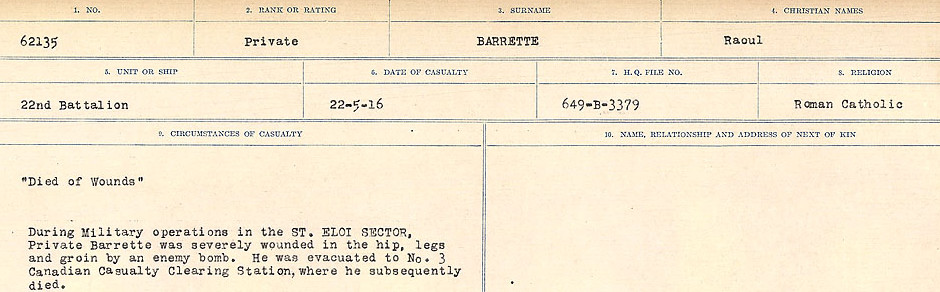 1. NO. 2. RANK OR RATING 3. SURNAME 4. CHRISTIAN NAMES
62135 Private BARRETTE Raoul
5. UNIT OR SHIP 6. DATE OF CASUALTY 7. H.Q. FILE NO. 8. RELIGION
22nd Battalion 22-5-16 649-B-3379 Roman Catholic
9. CIRCUMSTANCES OF CASUALTY 10. NAME, RELATIONSHIP AND ADDRESS OF NEXT OF KIN
"Died of Wounds"
During Military operations in the ST. ELOI SECTOR,
Private Barrette was severely wounded in the hip, legs
and groin by an enemy bomb. He was evacuated to No. 3
Canadian Casualty Clearing Station, where he subsequently
died.